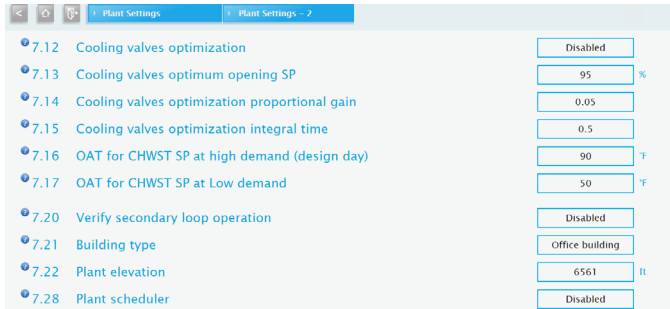 Plant Settings Plant Settings - 2
7.12 Cooling valves optimization Disabled
7.13 Cooling valves optimum opening SP 95 %
7.14 Cooling valves optimization proportional gain 0.05
7.15 Cooling valves optimization integral time 0.5
7.16 OAT for CHWST SP at high demand (design day) 90 °F
7.17 OAT for CHWST SP at Low demand 50 °F
7.20 Verify secondary loop operation Disabled
7.21 Building type Office building
7.22 Plant elevation 6561 ft
7.28 Plant scheduler Disabled